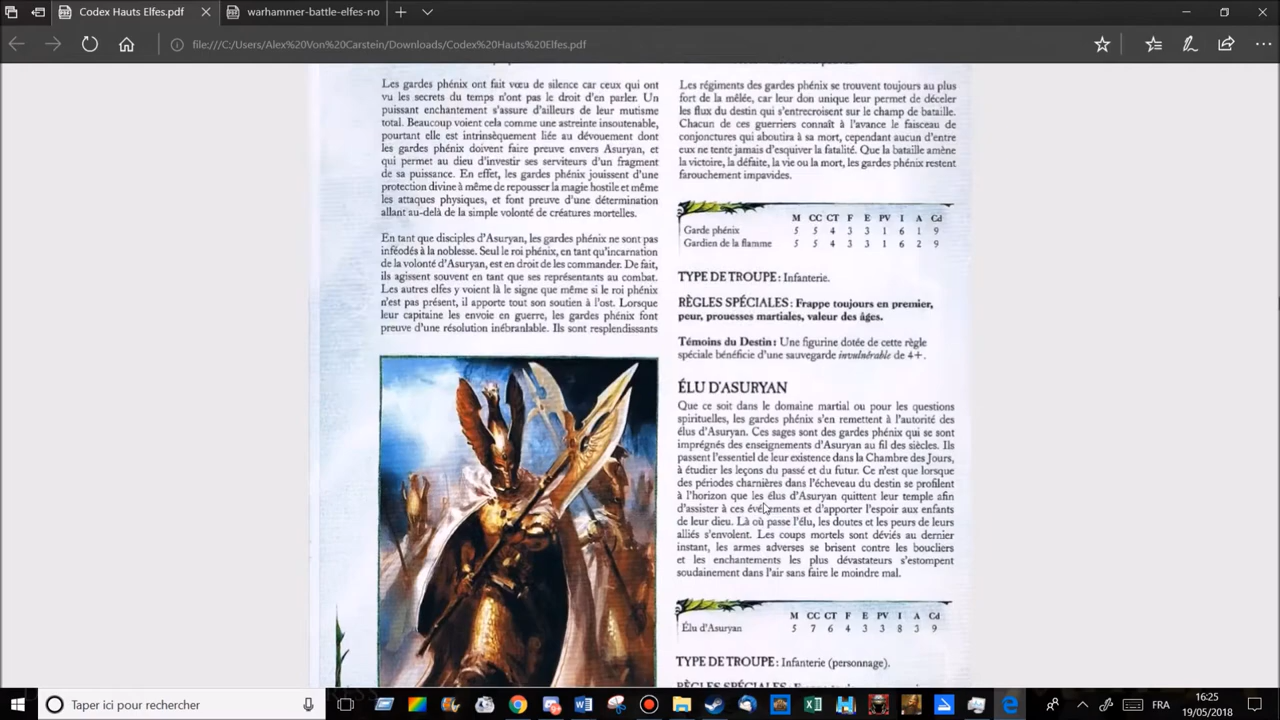 Codex Hauts Elfes.pdf
warhammer-battle-elfes-no
file:///C:/Users/Alex%20Von%20Carstein/Downloads/Codex%20Hauts%20Elfes.pdf
Les gardes phénix ont fait vœu de silence car ceux qui ont
vu les secrets du temps n'ont pas le droit d'en parler. Un
puissant enchantement s'assure d'ailleurs de leur mutisme
total. Beaucoup voient cela comme une astreinte insoutenable,
pourtant elle est intrinsèquement liée au dévouement dont
les gardes phénix doivent faire preuve envers Asuryan, et
qui permet au dieu d'investir ses serviteurs d'un fragment
de sa puissance. En effet, les gardes phénix jouissent d'une
protection divine à même de repousser la magie hostile et même
les attaques physiques, et font preuve d'une détermination
allant au-delà de la simple volonté de créatures mortelles.
En tant que disciples d'Asuryan, les gardes phénix ne sont pas
inféodés à la noblesse. Seul le roi phénix, en tant qu'incarnation
de la volonté d'Asuryan, est en droit de les commander. De fait,
ils agissent souvent en tant que ses représentants au combat.
Les autres elfes y voient là le signe que même si le roi phénix
n'est pas présent, il apporte tout son soutien à l'ost. Lorsque
leur capitaine les envoie en guerre, les gardes phénix font
preuve d'une résolution inébranlable. Ils sont resplendissants
Les régiments des gardes phénix se trouvent toujours au plus
fort de la mêlée, car leur don unique leur permet de déceler
les flux du destin qui s'entrecroisent sur le champ de bataille.
Chacun de ces guerriers connaît à l'avance le faisceau de
conjonctures qui aboutira à sa mort, cependant aucun d'entre
eux ne tente jamais d'esquiver la fatalité. Que la bataille amène
la victoire, la défaite, la vie ou la mort, les gardes phénix restent
farouchement impavides.
M CC CT F E PV I A Cd
Garde phénix 5 5 4 3 3 1 6 1 9
Gardien de la flamme 5 5 4 3 3 1 6 2 9
TYPE DE TROUPE : Infanterie.
RÈGLES SPÉCIALES : Frappe toujours en premier,
peur, prouesses martiales, valeur des âges.
Témoins du Destin : Une figurine dotée de cette règle
spéciale bénéficie d'une sauvegarde invulnérable de 4+.
ÉLU D'ASURYAN
Que ce soit dans le domaine martial ou pour les questions
spirituelles, les gardes phénix s'en remettent à l'autorité des
élus d'Asuryan. Ces sages sont des gardes phénix qui se sont
imprégnés des enseignements d'Asuryan au fil des siècles. Ils
passent l'essentiel de leur existence dans la Chambre des Jours,
à étudier les leçons du passé et du futur. Ce n'est que lorsque
des périodes charnières dans l'écheveau du destin se profilent
à l'horizon que les élus d'Asuryan quittent leur temple afin
d'assister à ces événements et d'apporter l'espoir aux enfants
de leur dieu. Là où passe l'élu, les doutes et les peurs de leurs
alliés s'envolent. Les coups mortels sont déviés au dernier
instant, les armes adverses se brisent contre les boucliers
et les enchantements les plus dévastateurs s'estompent
soudainement dans l'air sans faire le moindre mal.
M CC CT F E PV I A Cd
Élu d'Asuryan 5 7 6 4 3 3 8 3 9
TYPE DE TROUPE : Infanterie (personnage).
Taper ici pour rechercher
FRA
16:25
19/05/2018